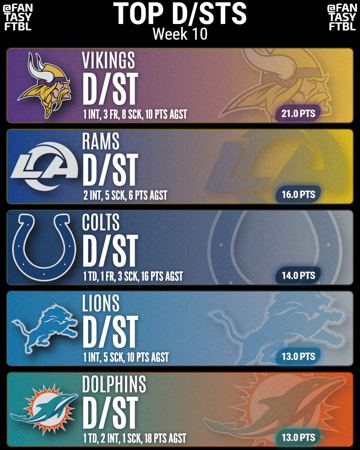 @FAN
TASY
FTBL
TOP D/STS
Week 10
@FAN
TASY
FTBL
VIKINGS
D/ST
1 INT, 3 FR, 8 SCK, 10 PTS AGST
21.0 PTS
RAMS
D/ST
2 INT, 5 SCK, 6 PTS AGST
16.0 PTS
COLTS
D/ST
1 TD, 1 FR, 3 SCK, 16 PTS AGST
14.0 PTS
LIONS
D/ST
1 INT, 5 SCK, 10 PTS AGST
13.0 PTS
DOLPHINS
D/ST
1 TD, 2 INT, 1 SCK, 18 PTS AGST
13.0 PTS